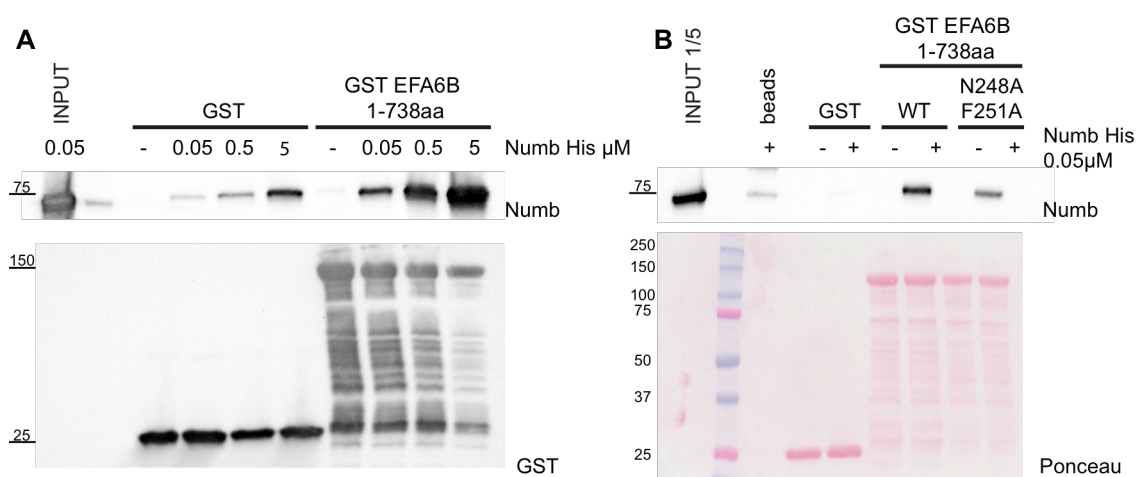 A
INPUT
GST
GST EFA6B
1-738aa
0.05
- 0.05 0.5 5 - 0.05 0.5 5 Numb His µM
75
Numb
150
25
GST
B
INPUT 1/5
beads
GST
GST EFA6B
1-738aa
WT
N248A
F251A
+ - + - + - +
Numb His
0.05µM
75
Numb
250
150
100
75
50
37
25
Ponceau